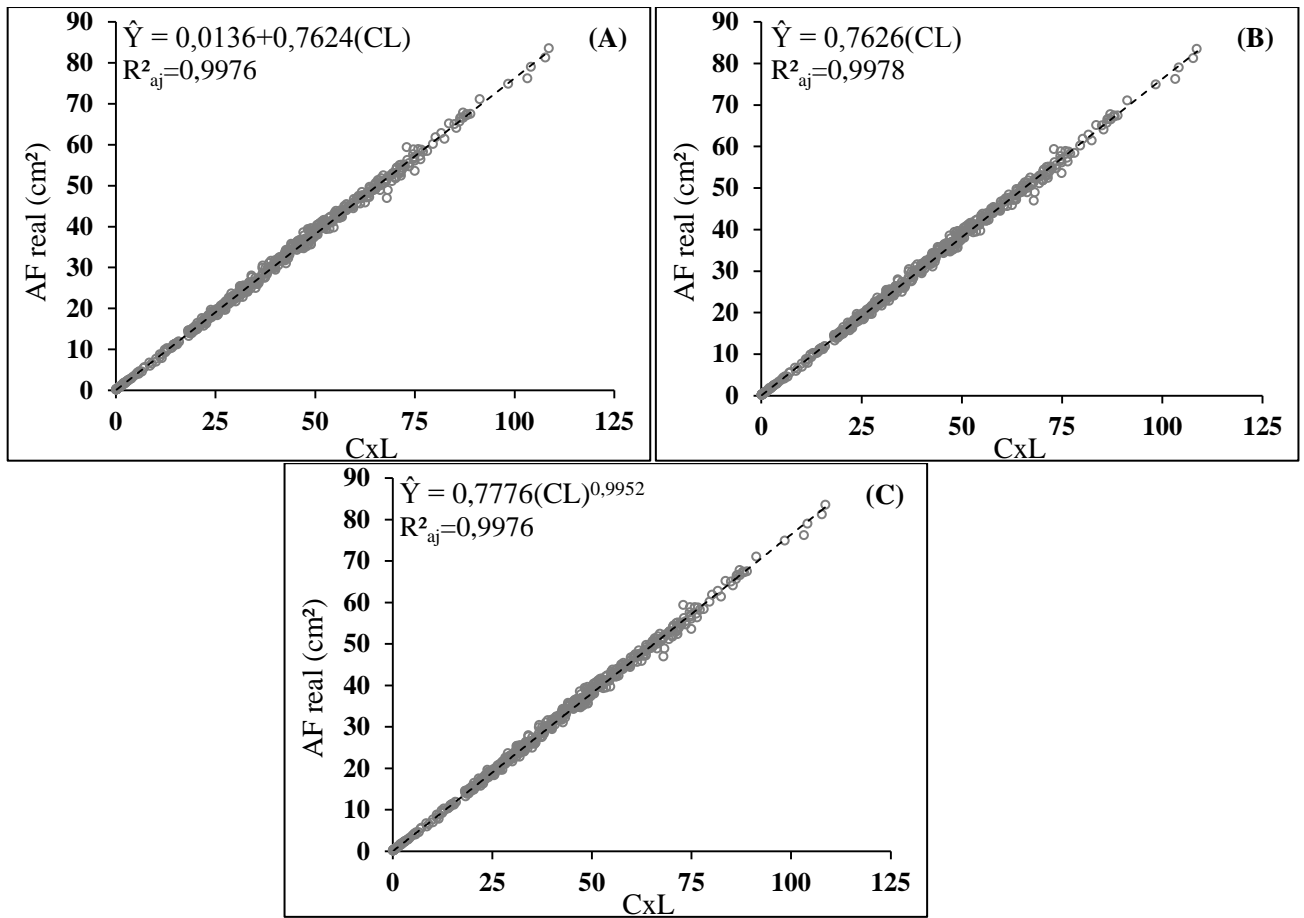 Ŷ = 0,0136+0,7624(CL)
R²aj=0,9976
(A)
AF real (cm²)
90
80
70
60
50
40
30
20
10
0
0 25 50 75 100 125
CxL
Ŷ = 0,7626(CL)
R²aj=0,9978
(B)
AF real (cm²)
90
80
70
60
50
40
30
20
10
0
0 25 50 75 100 125
CxL
Ŷ = 0,7776(CL)^0,9952
R²aj=0,9976
(C)
AF real (cm²)
90
80
70
60
50
40
30
20
10
0
0 25 50 75 100 125
CxL